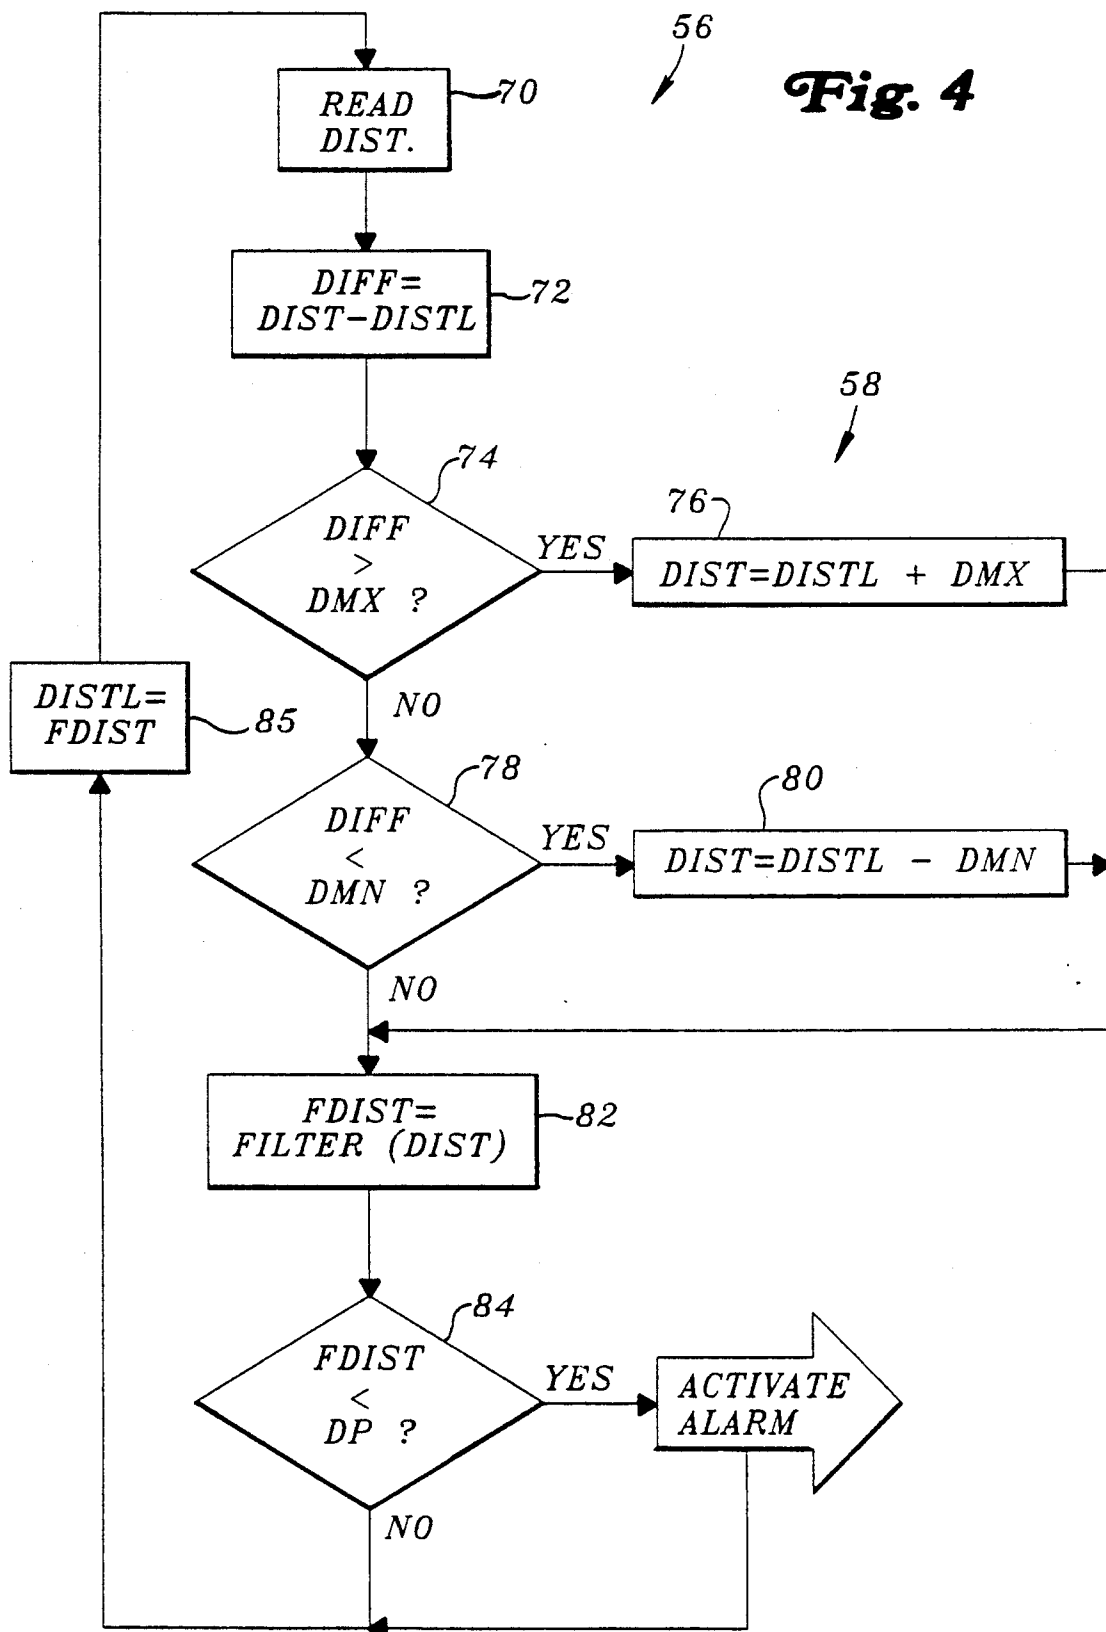 56
Fig. 4
70
READ
DIST.
DIFF=
DIST-DISTL
72
58
74
DIFF
>
DMX ?
YES
76
DIST=DISTL + DMX
NO
DISTL=
FDIST
85
78
DIFF
<
DMN ?
YES
80
DIST=DISTL - DMN
NO
FDIST=
FILTER (DIST)
82
84
FDIST
<
DP ?
YES
ACTIVATE
ALARM
NO